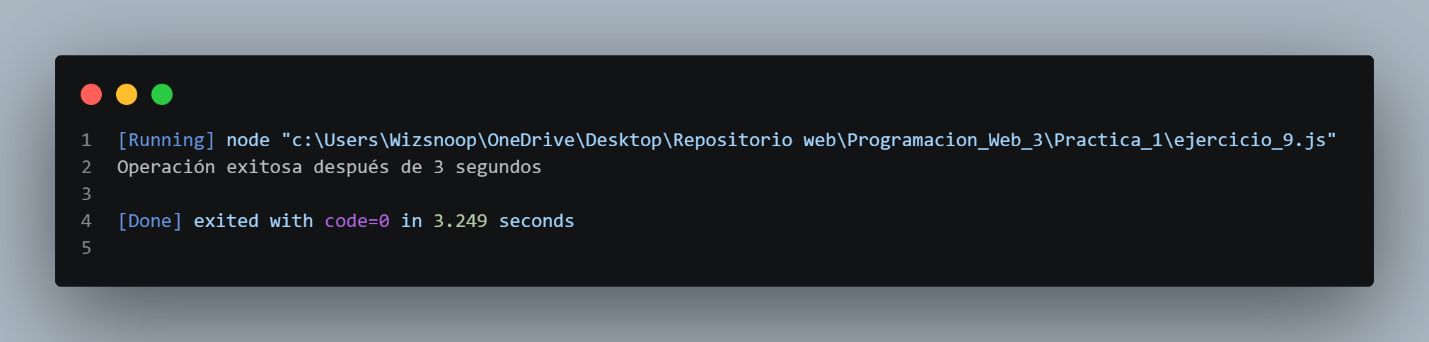 1 [Running] node "c:\Users\Wizsnoop\OneDrive\Desktop\Repositorio web\Programacion_Web_3\Practica_1\ejercicio_9.js"
2 Operación exitosa después de 3 segundos
3
4 [Done] exited with code=0 in 3.249 seconds
5